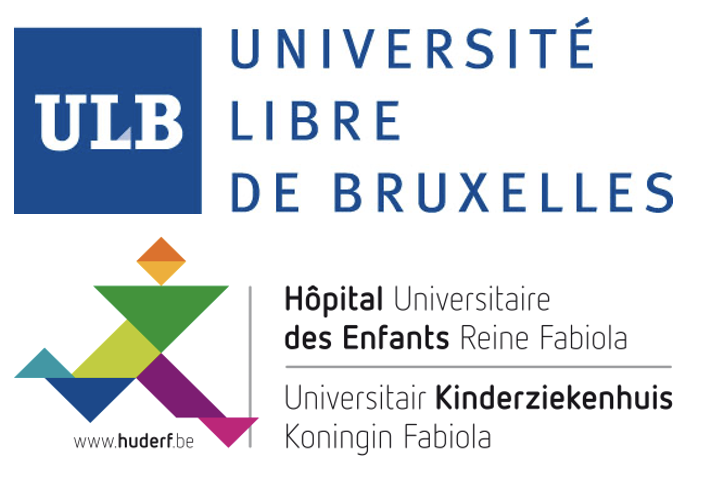 ULB
UNIVERSITÉ
LIBRE
DE BRUXELLES
Hôpital Universitaire
des Enfants Reine Fabiola
Universitair Kinderziekenhuis
Koningin Fabiola
www.huderf.be